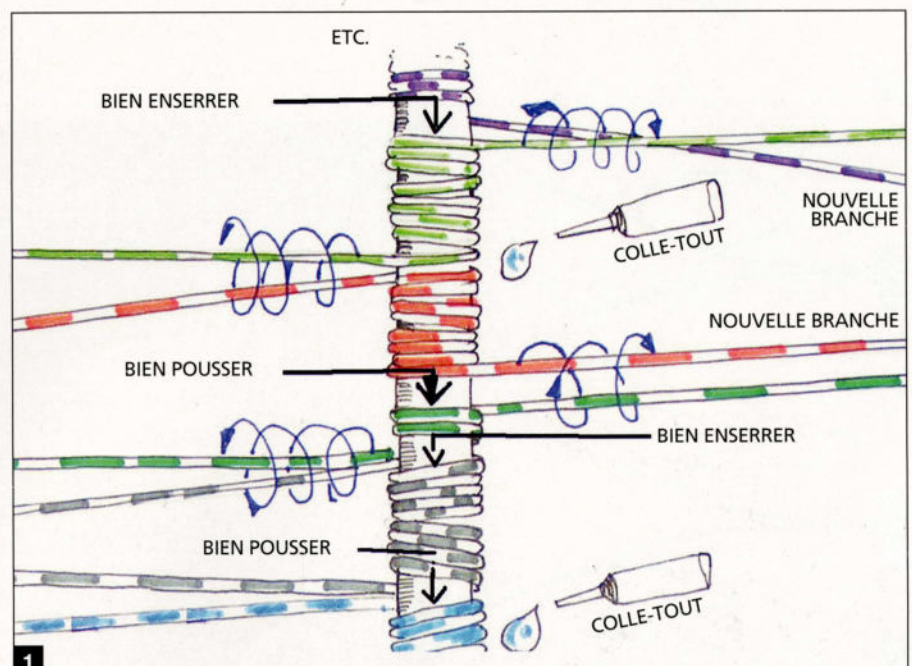 ETC.
BIEN ENSERRER
NOUVELLE
BRANCHE
COLLE-TOUT
NOUVELLE BRANCHE
BIEN POUSSER
BIEN ENSERRER
BIEN POUSSER
COLLE-TOUT
1